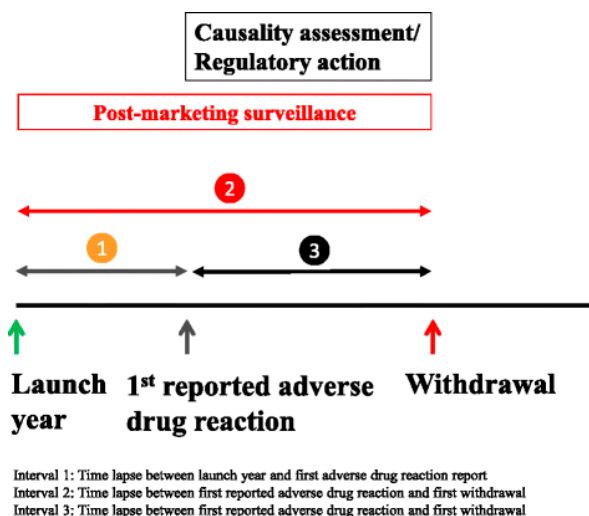 Causality assessment/
Regulatory action
Post-marketing surveillance
2
1
3
Launch
year
1st reported adverse
drug reaction
Withdrawal
Interval 1: Time lapse between launch year and first adverse drug reaction report
Interval 2: Time lapse between first reported adverse drug reaction and first withdrawal
Interval 3: Time lapse between first reported adverse drug reaction and first withdrawal